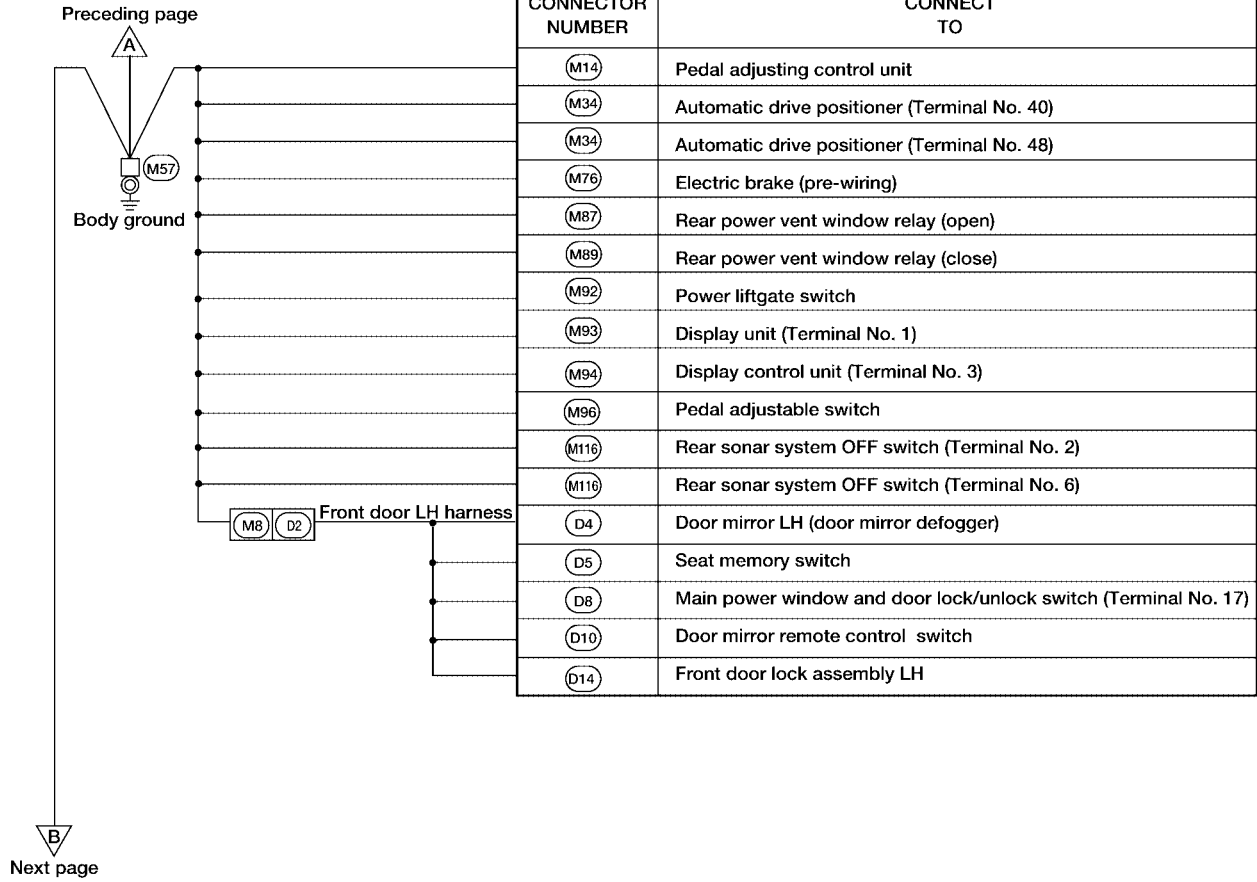 Preceding page
A
M57
Body ground
CONNECTOR NUMBER
CONNECT TO
M14 Pedal adjusting control unit
M34 Automatic drive positioner (Terminal No. 40)
M34 Automatic drive positioner (Terminal No. 48)
M76 Electric brake (pre-wiring)
M87 Rear power vent window relay (open)
M89 Rear power vent window relay (close)
M92 Power liftgate switch
M93 Display unit (Terminal No. 1)
M94 Display control unit (Terminal No. 3)
M96 Pedal adjustable switch
M116 Rear sonar system OFF switch (Terminal No. 2)
M116 Rear sonar system OFF switch (Terminal No. 6)
M8 D2 Front door LH harness
D4 Door mirror LH (door mirror defogger)
D5 Seat memory switch
D8 Main power window and door lock/unlock switch (Terminal No. 17)
D10 Door mirror remote control switch
D14 Front door lock assembly LH
B
Next page